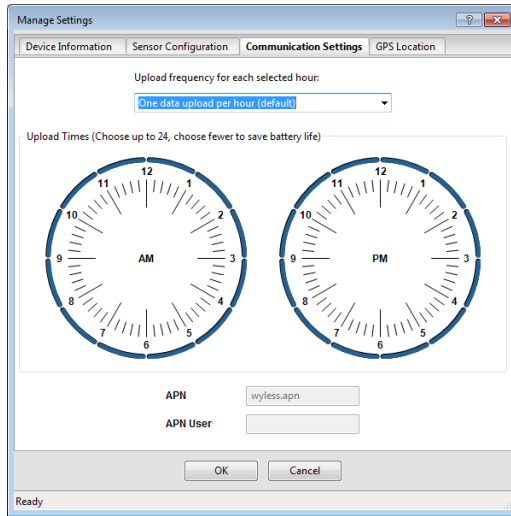 Manage Settings
Device Information Sensor Configuration Communication Settings GPS Location
Upload frequency for each selected hour:
One data upload per hour (default)
Upload Times (Choose up to 24, choose fewer to save battery life)
12
1
2
3
4
5
6
7
8
9
10
11
AM
12
1
2
3
4
5
6
7
8
9
10
11
PM
APN wyless.apn
APN User
OK Cancel
Ready